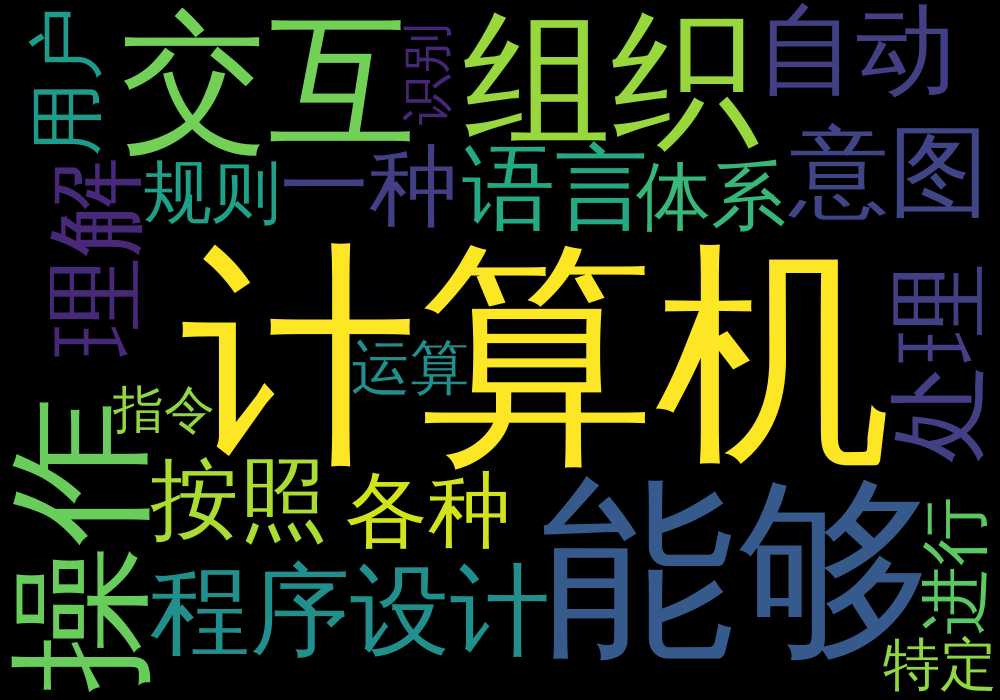 用户
交互
识别
组织
自动
理解
规则
一种
语言
体系
意图
计算机
运算
处理
指令
操作
按照
各种
能够
程序设计
进行
特定